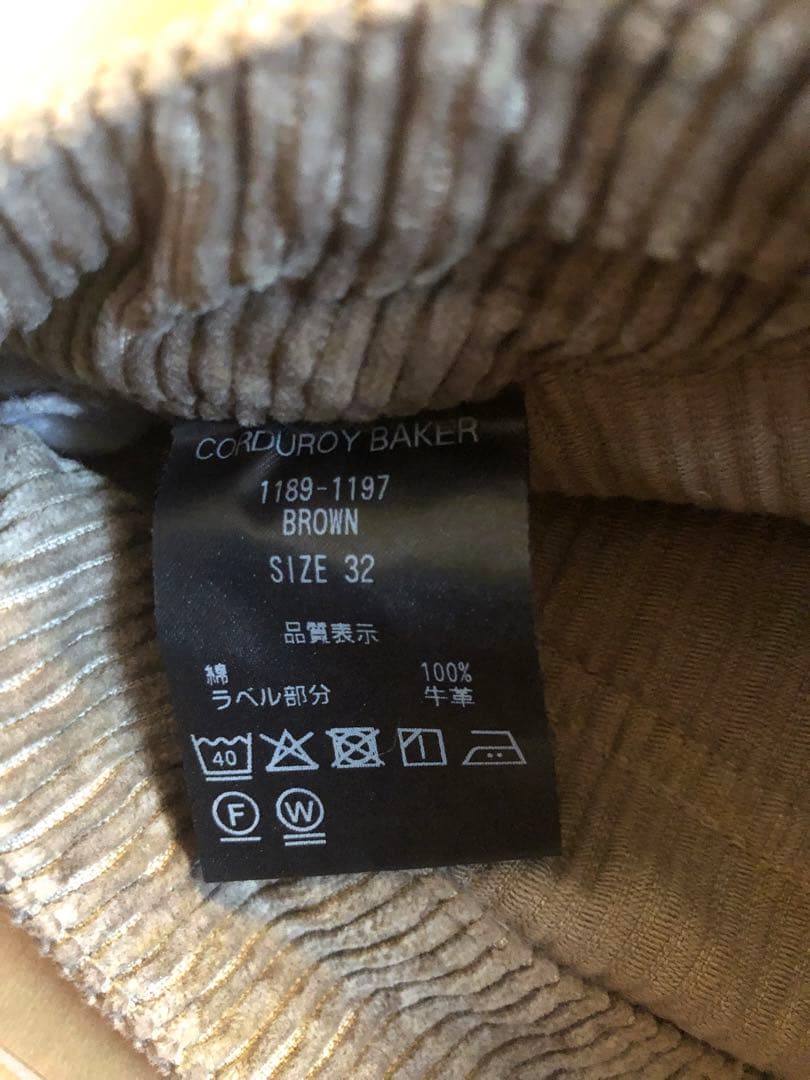 CORDUROY BAKER
1189-1197
BROWN
SIZE 32
品質表示
綿 100%
ラベル部分 牛革
40
F W